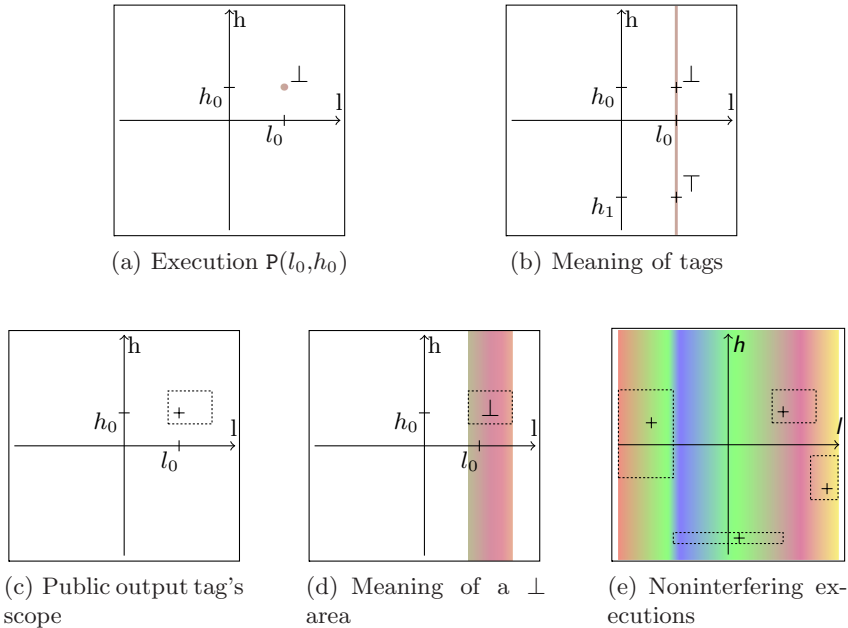 h
⊥
h₀
l
l₀
(a) Execution P(l₀,h₀)
h
⊥
h₀
l
l₀
⊤
h₁
(b) Meaning of tags
h
h₀
l
l₀
(c) Public output tag's
scope
h
⊥
h₀
l
l₀
(d) Meaning of a ⊥
area
h
l
(e) Noninterfering ex-
ecutions